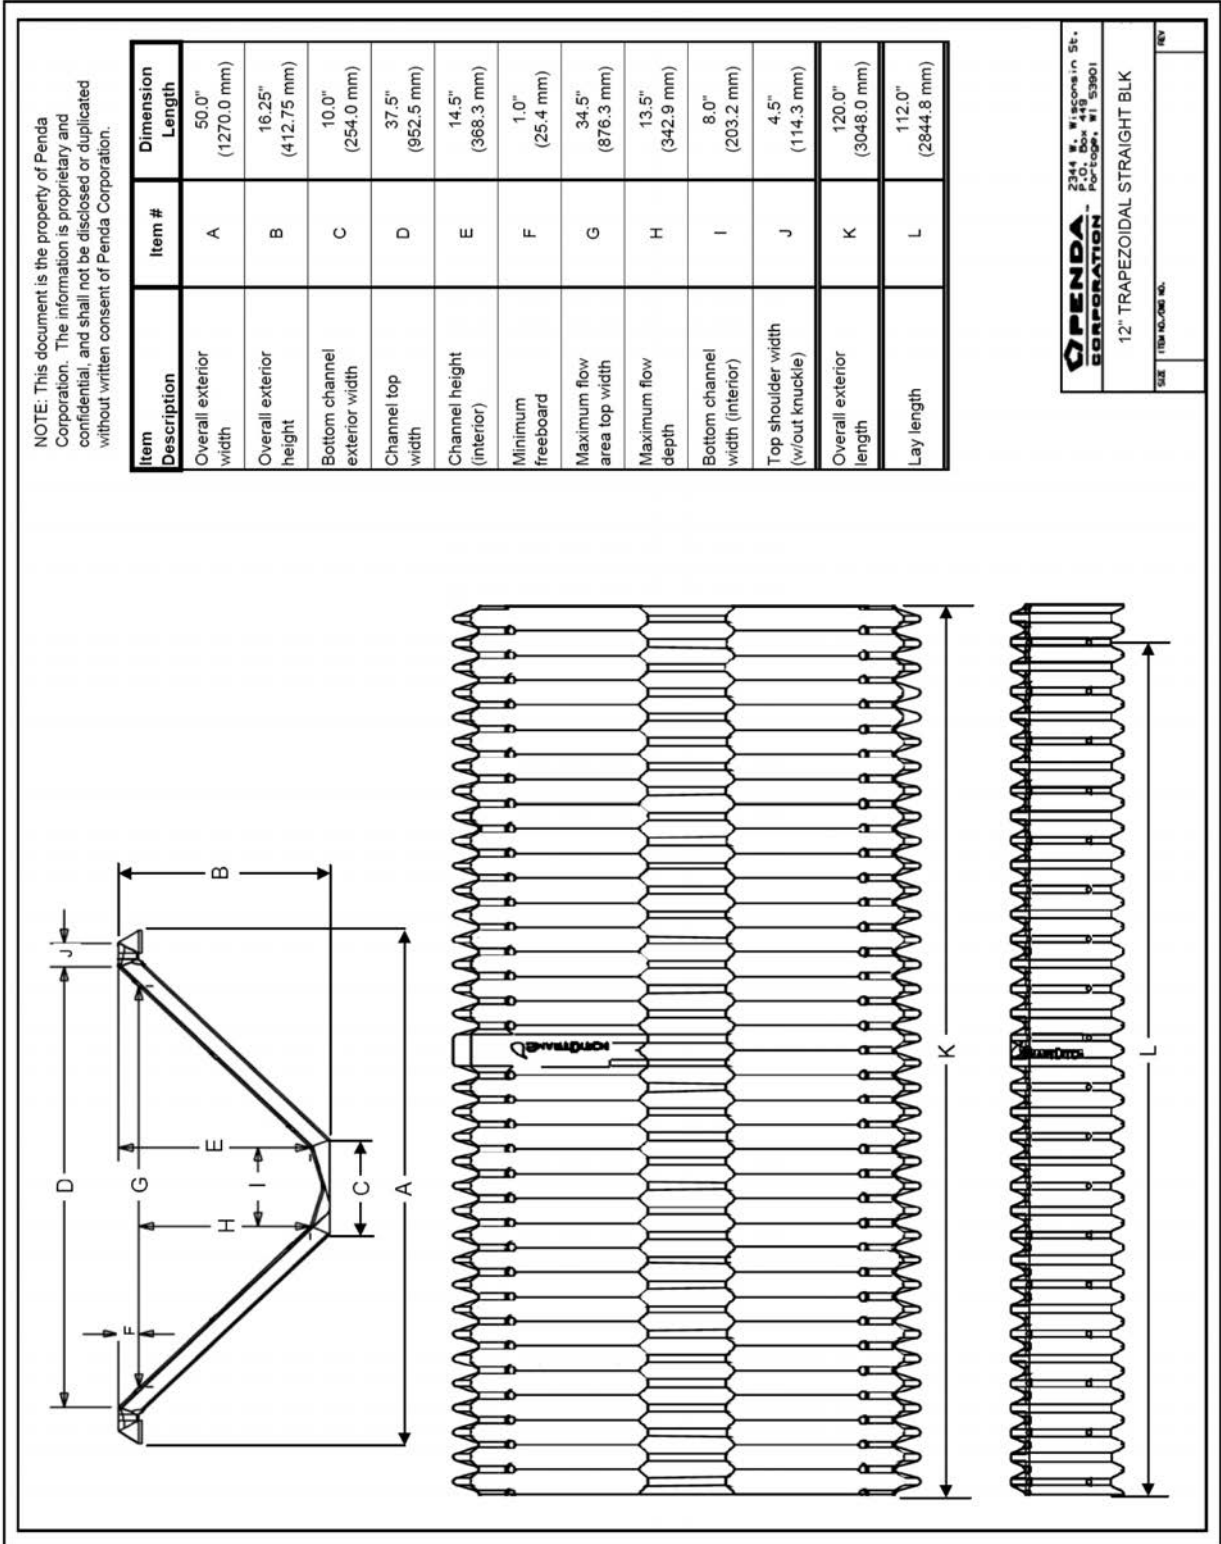 NOTE: This document is the property of Penda
Corporation. The information is proprietary and
confidential, and shall not be disclosed or duplicated
without written consent of Penda Corporation.
Item Description Item # Dimension Length
Overall exterior width A 50.0" (1270.0 mm)
Overall exterior height B 16.25" (412.75 mm)
Bottom channel exterior width C 10.0" (254.0 mm)
Channel top width D 37.5" (952.5 mm)
Channel height (interior) E 14.5" (368.3 mm)
Minimum freeboard F 1.0" (25.4 mm)
Maximum flow area top width G 34.5" (876.3 mm)
Maximum flow depth H 13.5" (342.9 mm)
Bottom channel width (interior) I 8.0" (203.2 mm)
Top shoulder width (w/out knuckle) J 4.5" (114.3 mm)
Overall exterior length K 120.0" (3048.0 mm)
Lay length L 112.0" (2844.8 mm)
F
D
J
G
H
E
B
I
C
A
K
L
PENDA
CORPORATION
2344 W. Wisconsin St.
P.O. Box 449
Portage, WI 53901
12" TRAPEZOIDAL STRAIGHT BLK
SIZE ITEM NO./DWG NO. REV